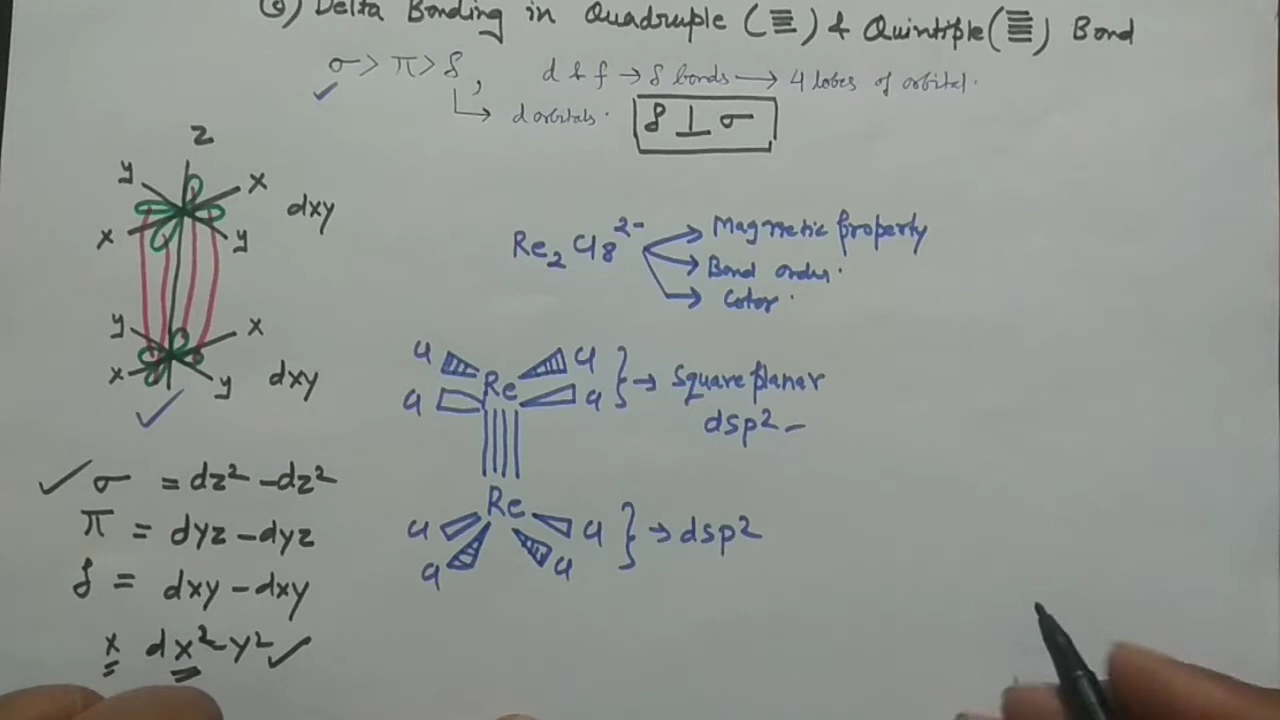 (c) Delta Bonding in Quadruple (≣) & Quintiple (≣) Bond
σ > π > δ, d & f → δ bonds → 4 lobes of orbital.
✓ ↳ d orbitals. δ ⊥ σ
z
y x dxy
x y
y x
x y dxy
✓
Re2Cl8 2- → Magnetic property
→ Bond order.
→ Color.
Cl Re Cl } → Square planar
Cl Cl dsp2 -
Re
Cl Cl } → dsp2
Cl Cl
✓ σ = dz2 - dz2
π = dyz - dyz
δ = dxy - dxy
x dx2-y2 ✓